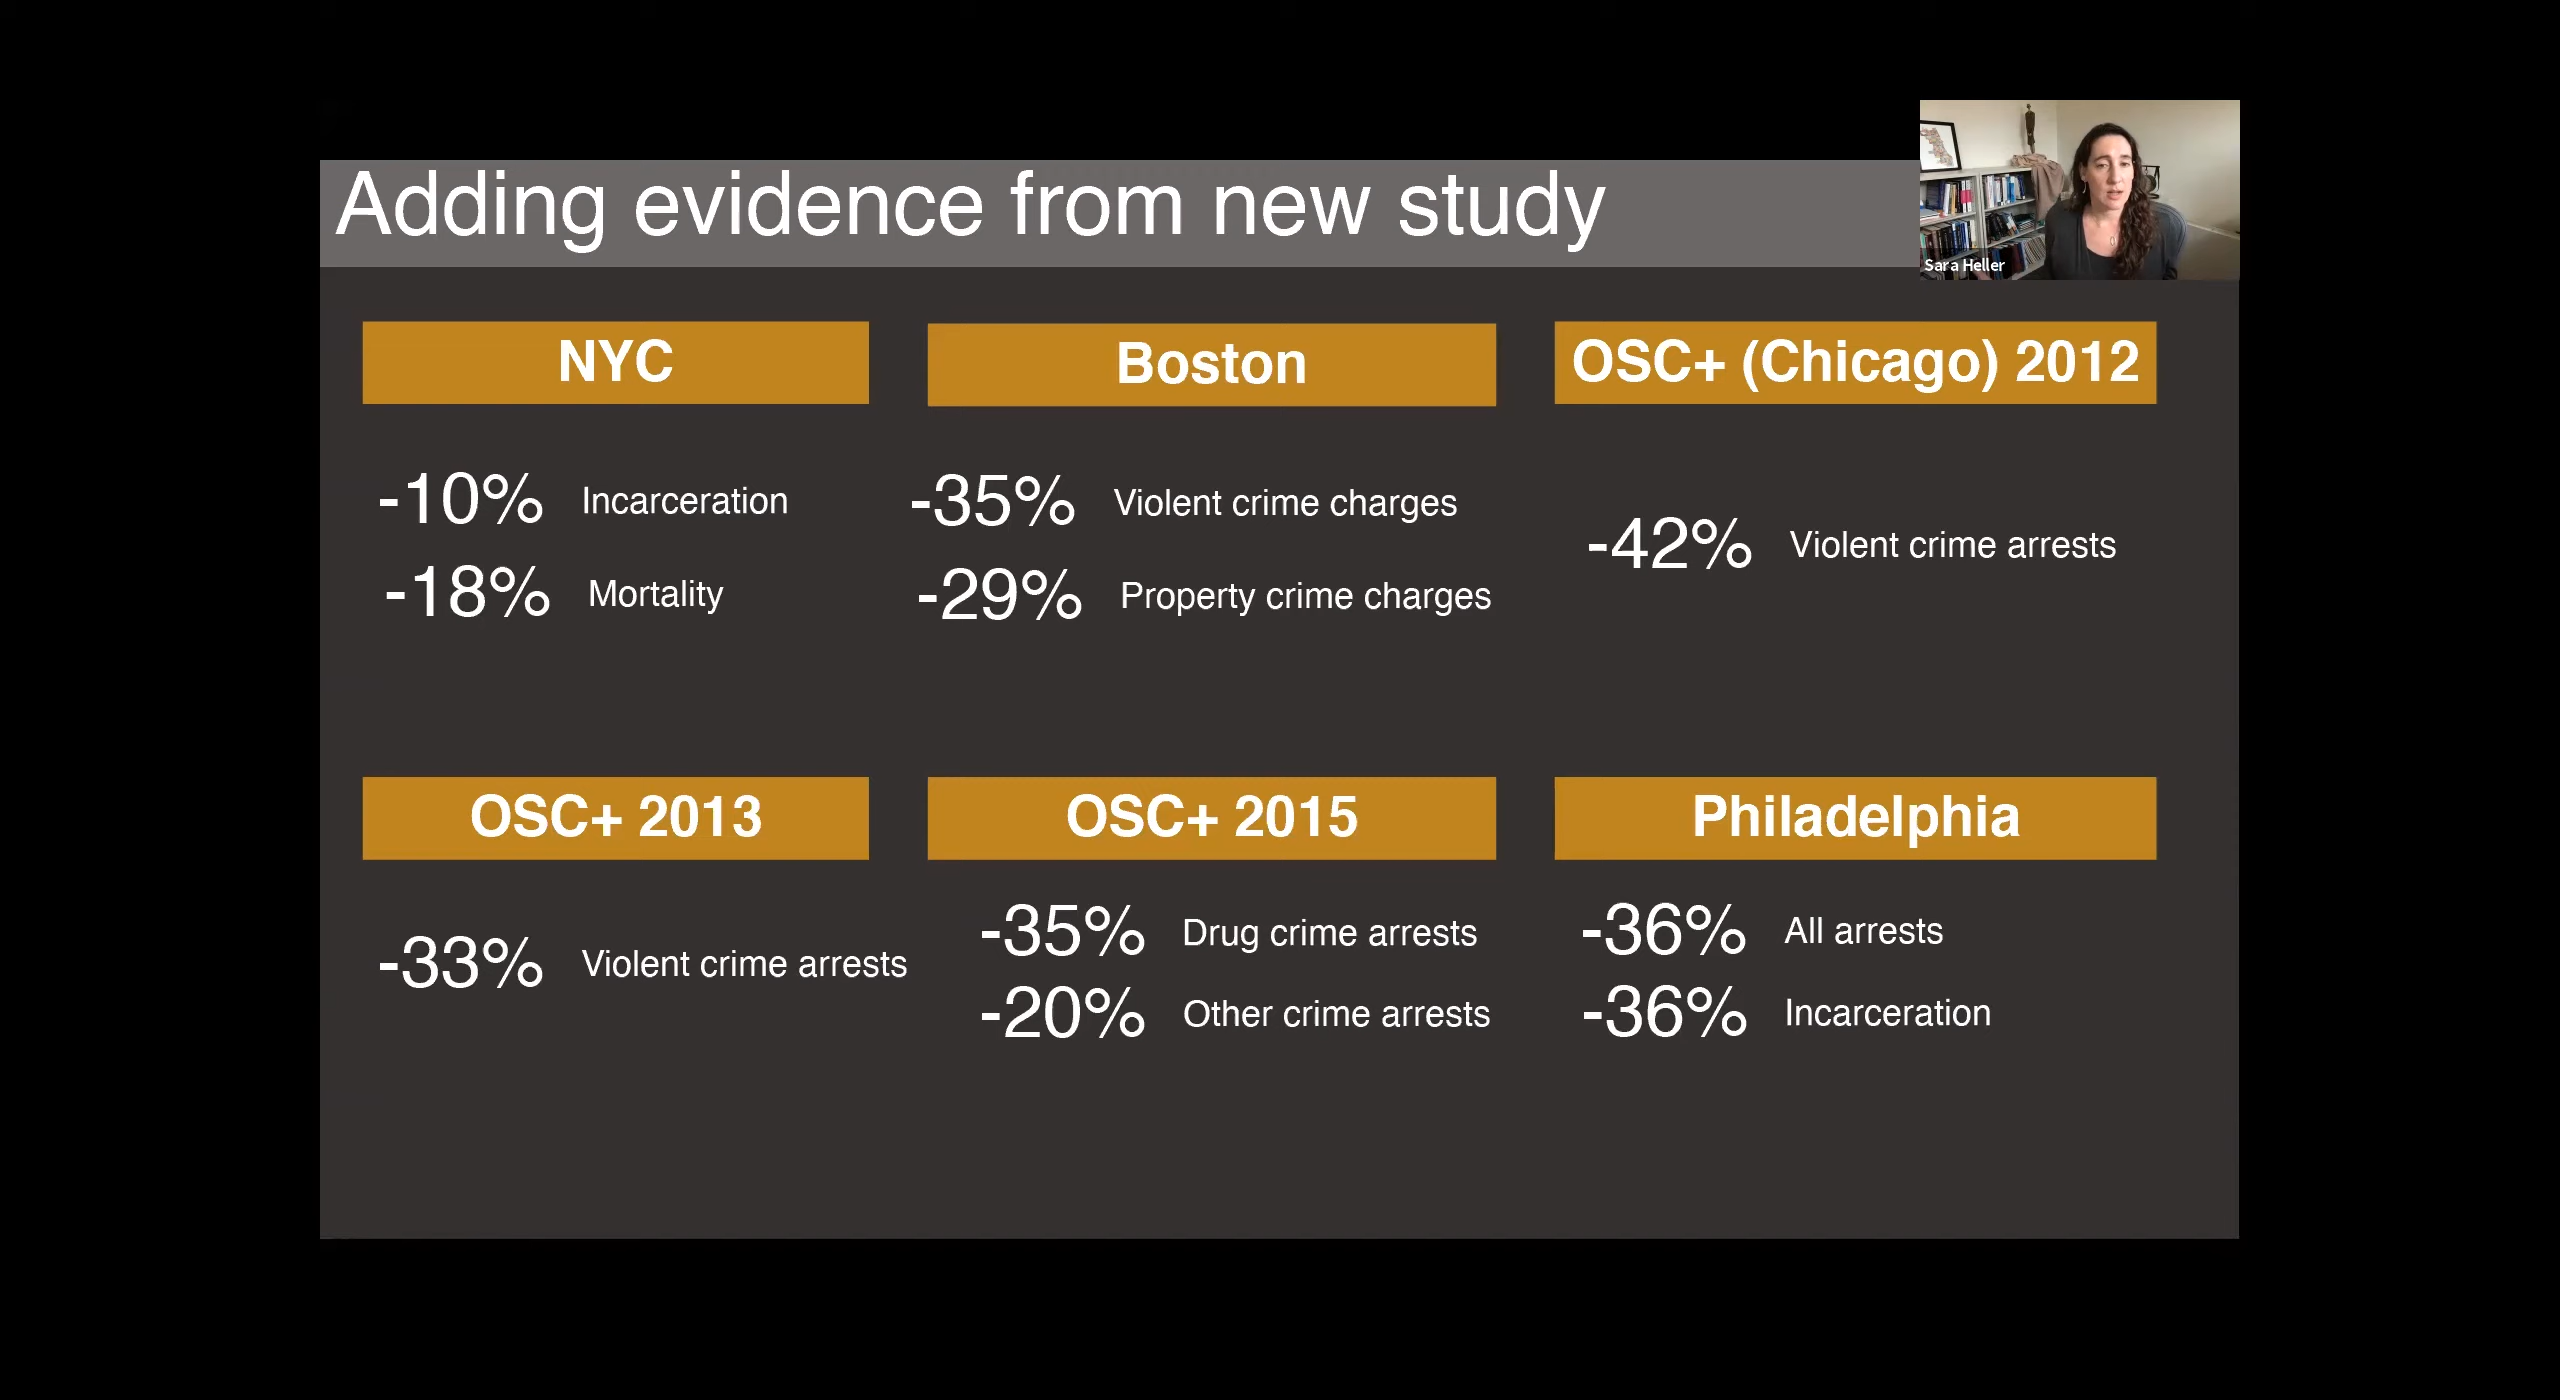 Adding evidence from new study
Sara Heller
NYC
-10% Incarceration
-18% Mortality
Boston
-35% Violent crime charges
-29% Property crime charges
OSC+ (Chicago) 2012
-42% Violent crime arrests
OSC+ 2013
-33% Violent crime arrests
OSC+ 2015
-35% Drug crime arrests
-20% Other crime arrests
Philadelphia
-36% All arrests
-36% Incarceration